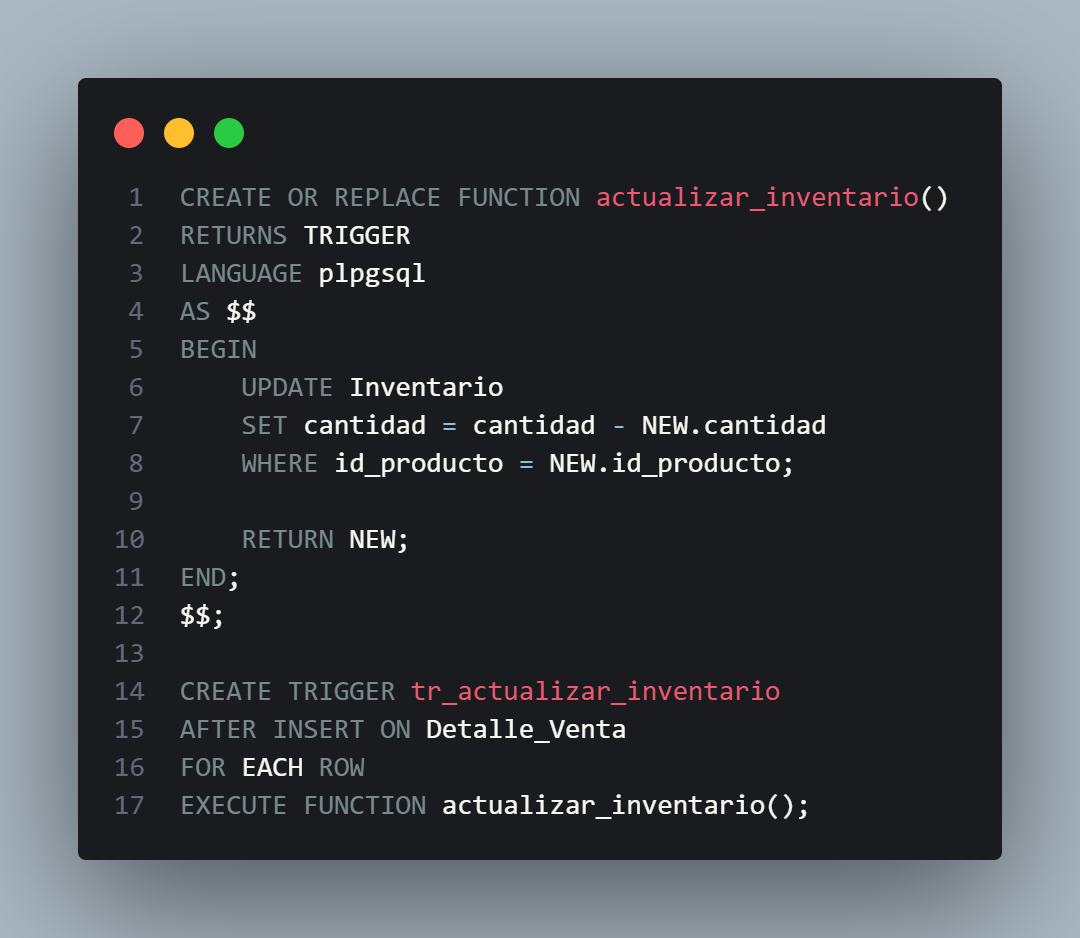 1 CREATE OR REPLACE FUNCTION actualizar_inventario()
2 RETURNS TRIGGER
3 LANGUAGE plpgsql
4 AS $$
5 BEGIN
6     UPDATE Inventario
7     SET cantidad = cantidad - NEW.cantidad
8     WHERE id_producto = NEW.id_producto;
9
10     RETURN NEW;
11 END;
12 $$;
13
14 CREATE TRIGGER tr_actualizar_inventario
15 AFTER INSERT ON Detalle_Venta
16 FOR EACH ROW
17 EXECUTE FUNCTION actualizar_inventario();